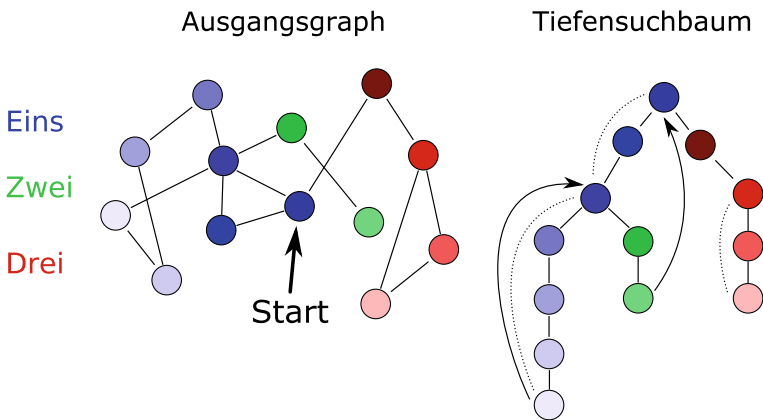 Ausgangsgraph
Tiefensuchbaum
Eins
Zwei
Drei
Start